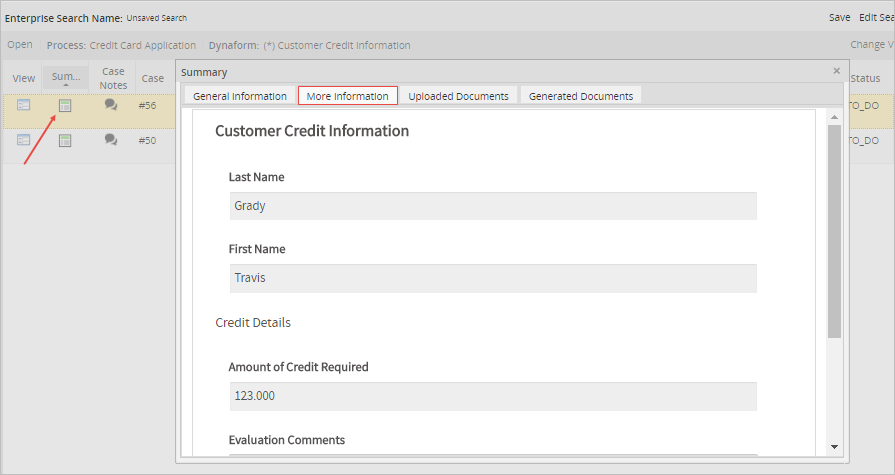 Enterprise Search Name: Unsaved Search Save Edit Sea
Open Process: Credit Card Application Dynaform: (*) Customer Credit Information Change V
View Sum... Case Notes Case Status
#56 TO_DO
#50 TO_DO
Summary
General Information More Information Uploaded Documents Generated Documents
Customer Credit Information
Last Name
Grady
First Name
Travis
Credit Details
Amount of Credit Required
123.000
Evaluation Comments